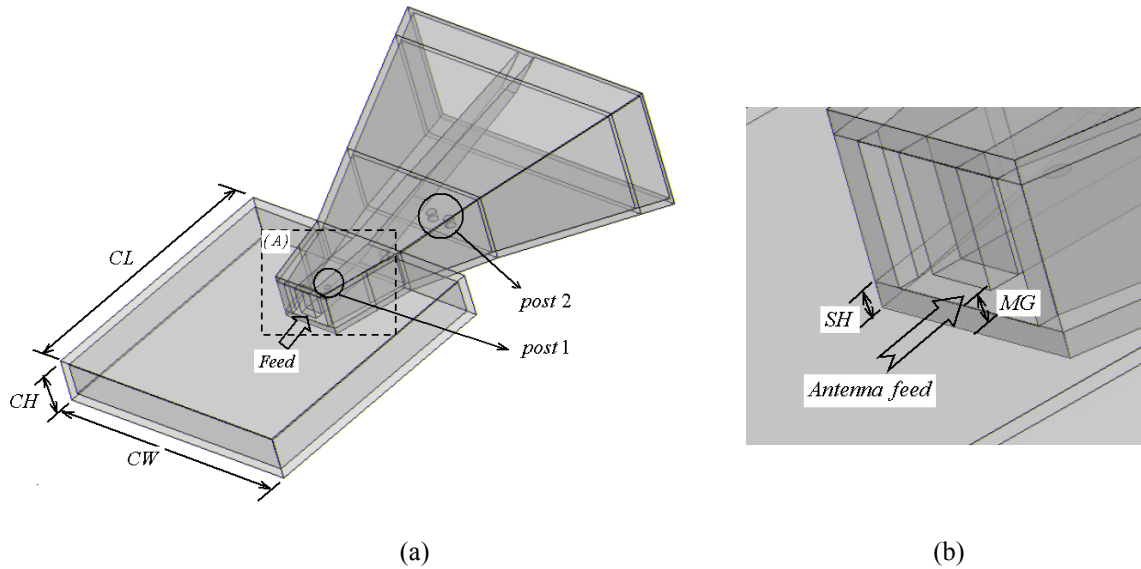 (A)
CL
post 2
SH
MG
Feed
post 1
Antenna feed
CH
CW
(a)
(b)